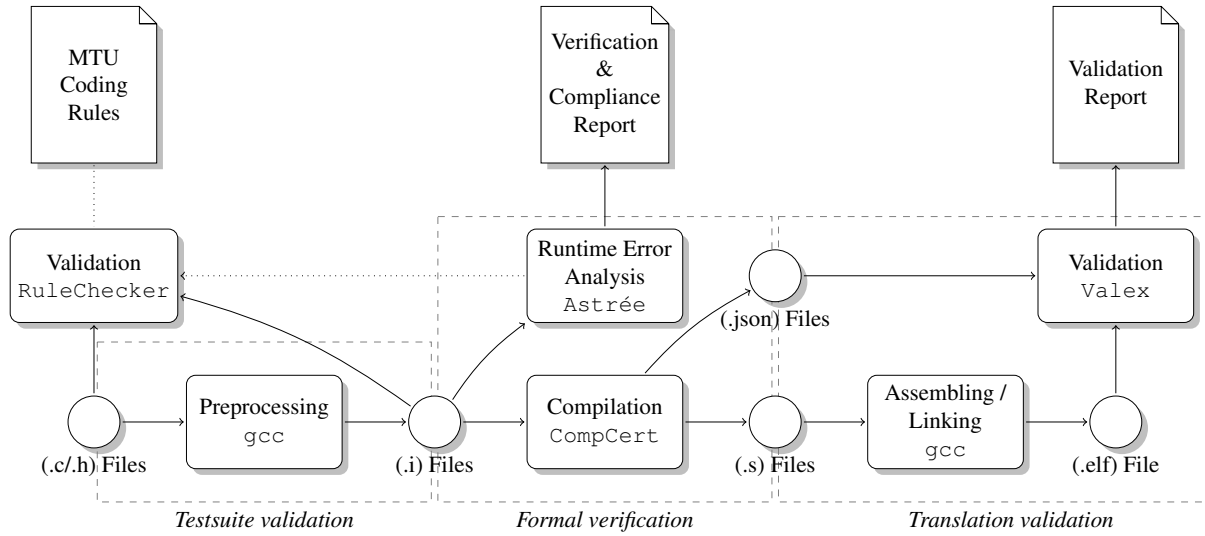 MTU
Coding
Rules
Verification
&
Compliance
Report
Validation
Report
Validation
RuleChecker
Runtime Error
Analysis
Astrée
(.json) Files
Validation
Valex
Preprocessing
gcc
Compilation
CompCert
Assembling /
Linking
gcc
(.c/.h) Files
(.i) Files
(.s) Files
(.elf) File
Testsuite validation
Formal verification
Translation validation